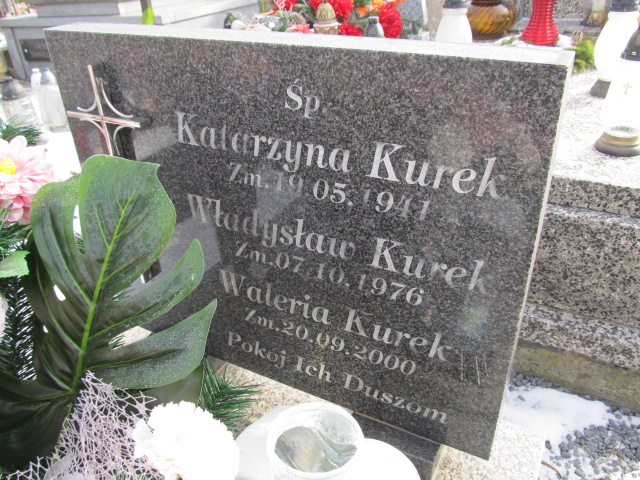 Śp.
Katarzyna Kurek
Zm.19.05.1941
Władysław Kurek
Zm.07.10.1976
Waleria Kurek
Zm.20.09.2000
Pokój Ich Duszom